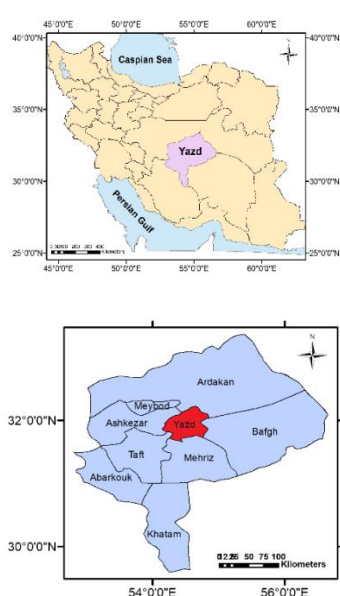 45°0'0"E 50°0'0"E 55°0'0"E 60°0'0"E
40°0'0"N 40°0'0"N
N
Caspian Sea
35°0'0"N 35°0'0"N
Yazd
30°0'0"N 30°0'0"N
Persian Gulf
25°0'0"N 25°0'0"N
45°0'0"E 50°0'0"E 55°0'0"E 60°0'0"E
N
Ardakan
Meybod
32°0'0"N
Ashkezar
Yazd
Bafgh
Taft
Mehriz
Abarkouk
Khatam
50 75 100
Kilometers
30°0'0"N
54°0'0"E 56°0'0"E